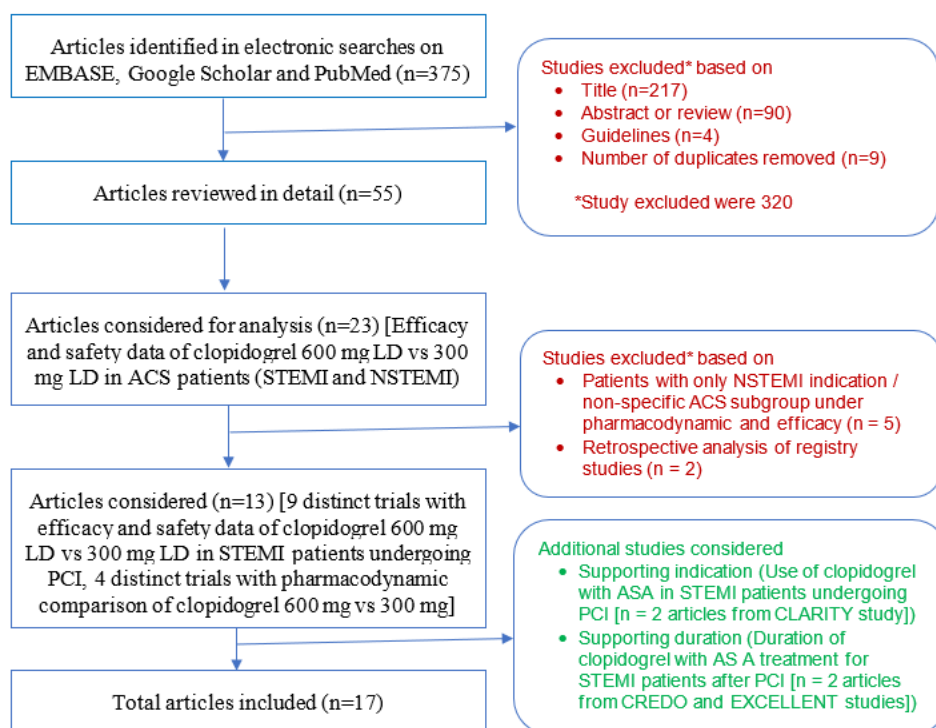 Articles identified in electronic searches on
EMBASE, Google Scholar and PubMed (n=375)
Studies excluded* based on
• Title (n=217)
• Abstract or review (n=90)
• Guidelines (n=4)
• Number of duplicates removed (n=9)
*Study excluded were 320
Articles reviewed in detail (n=55)
Articles considered for analysis (n=23) [Efficacy
and safety data of clopidogrel 600 mg LD vs 300
mg LD in ACS patients (STEMI and NSTEMI)
Studies excluded* based on
• Patients with only NSTEMI indication /
non-specific ACS subgroup under
pharmacodynamic and efficacy (n = 5)
• Retrospective analysis of registry
studies (n = 2)
Articles considered (n=13) [9 distinct trials with
efficacy and safety data of clopidogrel 600 mg
LD vs 300 mg LD in STEMI patients undergoing
PCI, 4 distinct trials with pharmacodynamic
comparison of clopidogrel 600 mg vs 300 mg]
Additional studies considered
• Supporting indication (Use of clopidogrel
with ASA in STEMI patients undergoing
PCI [n = 2 articles from CLARITY study])
• Supporting duration (Duration of
clopidogrel with AS A treatment for
STEMI patients after PCI [n = 2 articles
from CREDO and EXCELLENT studies])
Total articles included (n=17)